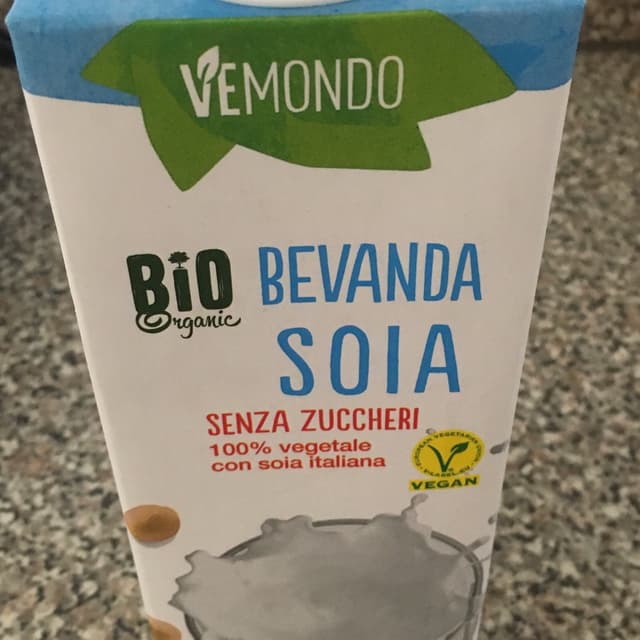 VEMONDO
BIO
Organic
BEVANDA
SOIA
SENZA ZUCCHERI
100% vegetale
con soia italiana
VEGAN